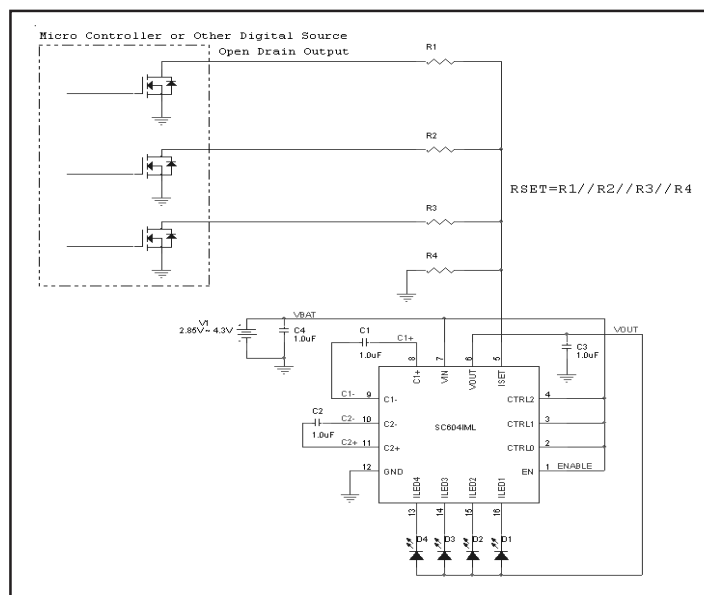 Micro Controller or Other Digital Source
Open Drain Output
R1
R2
R3
R4
RSET=R1//R2//R3//R4
V1
2.85V~ 4.3V
VBAT
C4
1.0uF
C1
1.0uF
C1+
C1-
C2
1.0uF
C2-
C2+
VOUT
C3
1.0uF
8
7
6
5
C1+
VIN
VOUT
ISET
9
C1-
10
C2-
11
C2+
12
GND
SC604IML
CTRL2
4
CTRL1
3
CTRL0
2
EN
1
ENABLE
ILED4
ILED3
ILED2
ILED1
13
14
15
16
D4
D3
D2
D1